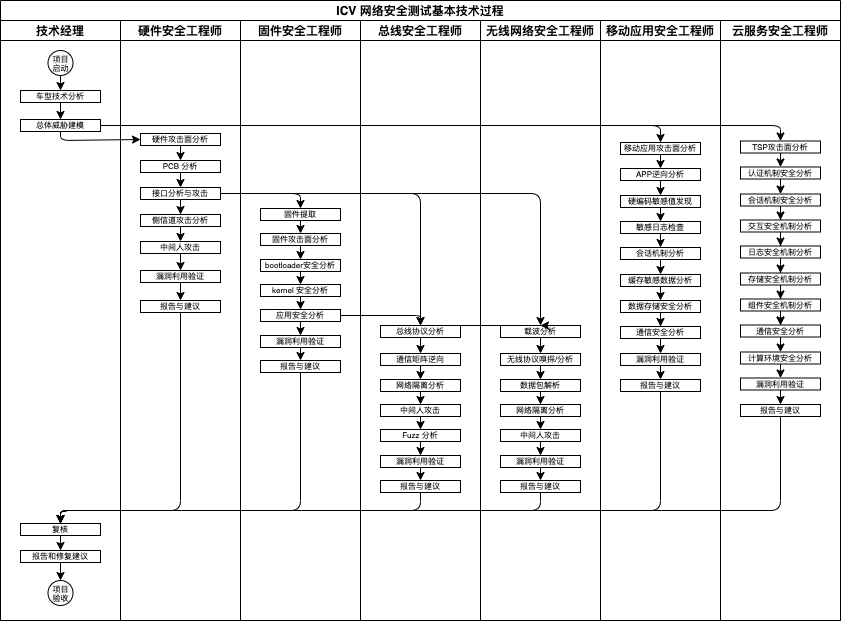 ICV 网络安全测试基本技术过程
技术经理
硬件安全工程师
固件安全工程师
总线安全工程师
无线网络安全工程师
移动应用安全工程师
云服务安全工程师
项目
启动
车型技术分析
总体威胁建模
硬件攻击面分析
PCB 分析
接口分析与攻击
侧信道攻击分析
中间人攻击
漏洞利用验证
报告与建议
固件提取
固件攻击面分析
bootloader安全分析
kernel 安全分析
应用安全分析
漏洞利用验证
报告与建议
总线协议分析
通信矩阵逆向
网络隔离分析
中间人攻击
Fuzz 分析
漏洞利用验证
报告与建议
载波分析
无线协议嗅探/分析
数据包解析
网络隔离分析
中间人攻击
漏洞利用验证
报告与建议
移动应用攻击面分析
APP逆向分析
硬编码敏感值发现
敏感日志检查
会话机制分析
缓存敏感数据分析
数据存储安全分析
通信安全分析
漏洞利用验证
报告与建议
TSP攻击面分析
认证机制安全分析
会话机制安全分析
交互安全机制分析
日志安全机制分析
存储安全机制分析
组件安全机制分析
通信安全分析
计算环境安全分析
漏洞利用验证
报告与建议
复核
报告和修复建议
项目
验收